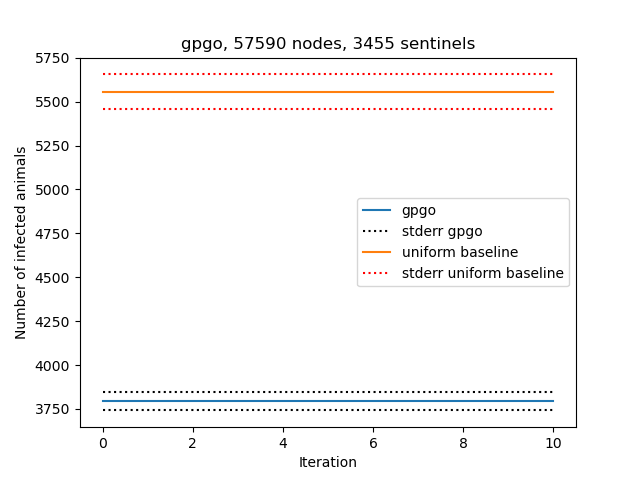 gpgo, 57590 nodes, 3455 sentinels
Number of infected animals
5750
5500
5250
5000
4750
4500
4250
4000
3750
gpgo
stderr gpgo
uniform baseline
stderr uniform baseline
0 2 4 6 8 10
Iteration